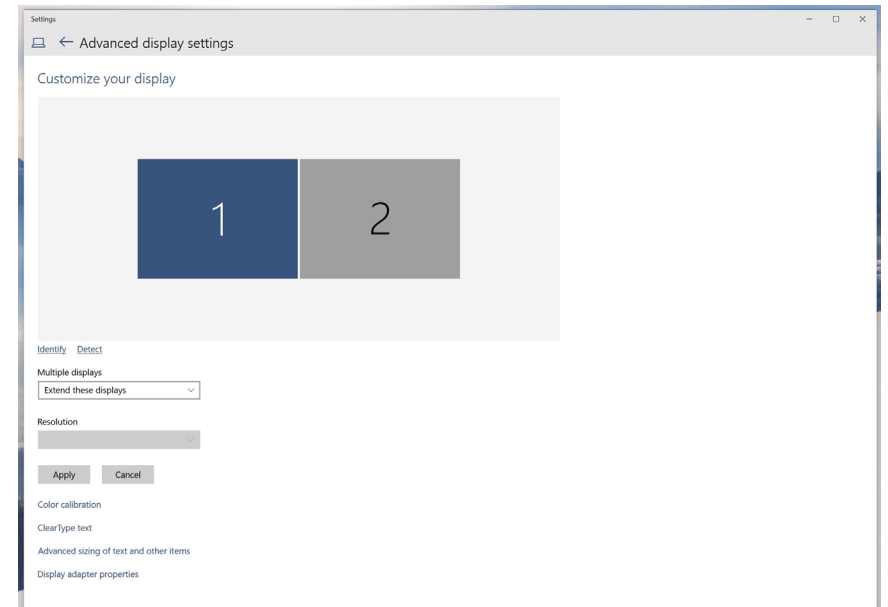 Settings
Advanced display settings
Customize your display
1 2
Identify Detect
Multiple displays
Extend these displays
Resolution
Apply Cancel
Color calibration
ClearType text
Advanced sizing of text and other items
Display adapter properties